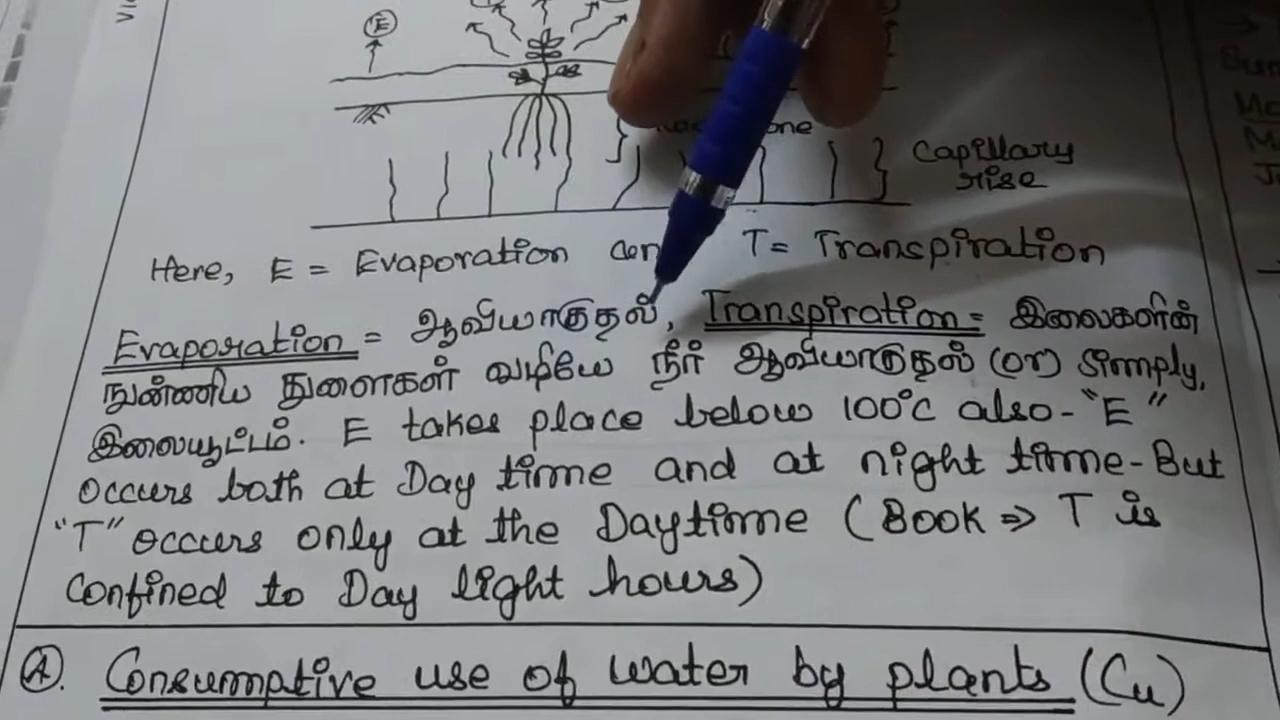 E
Capillary
rise
Here, E = Evaporation T = Transpiration
Evaporation = ஆவியாகுதல், Transpiration = இலைகளின்
நுண்ணிய துளைகள் வழியே நீர் ஆவியாகுதல் (or) simply,
இலையூட்டம். E takes place below 100°C also - "E"
occurs both at Day time and at night time - But
"T" occurs only at the Daytime (Book ⇒ T is
confined to Day light hours)
A. Consumptive use of water by plants (Cu)